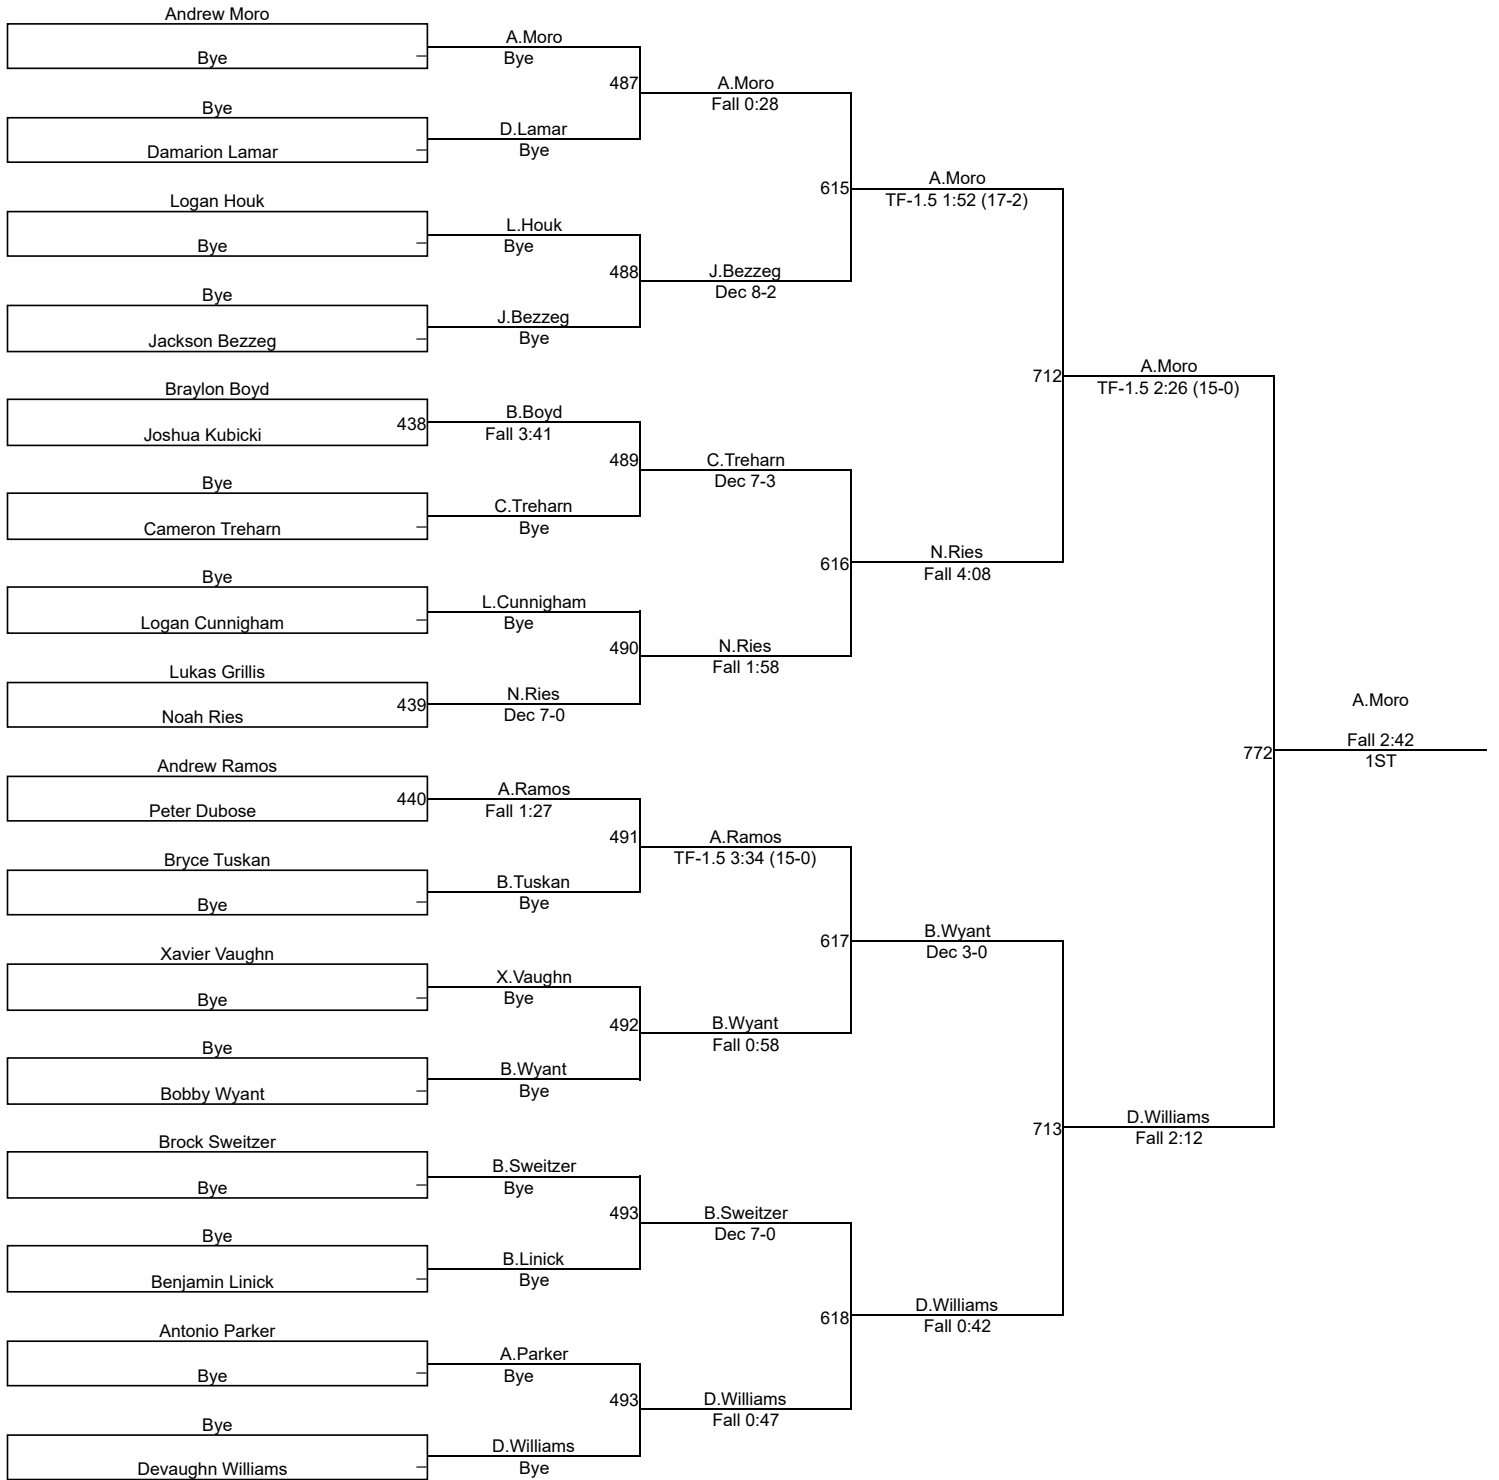 Andrew Moro
Bye
Bye
Damarion Lamar
Logan Houk
Bye
Bye
Jackson Bezzeg
Braylon Boyd
Joshua Kubicki
438
Bye
Cameron Treharn
Bye
Logan Cunnigham
Lukas Grillis
Noah Ries
439
Andrew Ramos
Peter Dubose
440
Bryce Tuskan
Bye
Xavier Vaughn
Bye
Bye
Bobby Wyant
Brock Sweitzer
Bye
Bye
Benjamin Linick
Antonio Parker
Bye
Bye
Devaughn Williams
A.Moro
Bye
487
D.Lamar
Bye
L.Houk
Bye
488
J.Bezzeg
Bye
B.Boyd
Fall 3:41
489
C.Treharn
Bye
L.Cunnigham
Bye
490
N.Ries
Dec 7-0
A.Ramos
Fall 1:27
491
B.Tuskan
Bye
X.Vaughn
Bye
492
B.Wyant
Bye
B.Sweitzer
Bye
493
B.Linick
Bye
A.Parker
Bye
493
D.Williams
Bye
A.Moro
Fall 0:28
615
J.Bezzeg
Dec 8-2
C.Treharn
Dec 7-3
616
N.Ries
Fall 1:58
A.Ramos
TF-1.5 3:34 (15-0)
617
B.Wyant
Fall 0:58
B.Sweitzer
Dec 7-0
618
D.Williams
Fall 0:47
A.Moro
TF-1.5 1:52 (17-2)
712
N.Ries
Fall 4:08
B.Wyant
Dec 3-0
713
D.Williams
Fall 0:42
A.Moro
TF-1.5 2:26 (15-0)
772
D.Williams
Fall 2:12
A.Moro
Fall 2:42
1ST